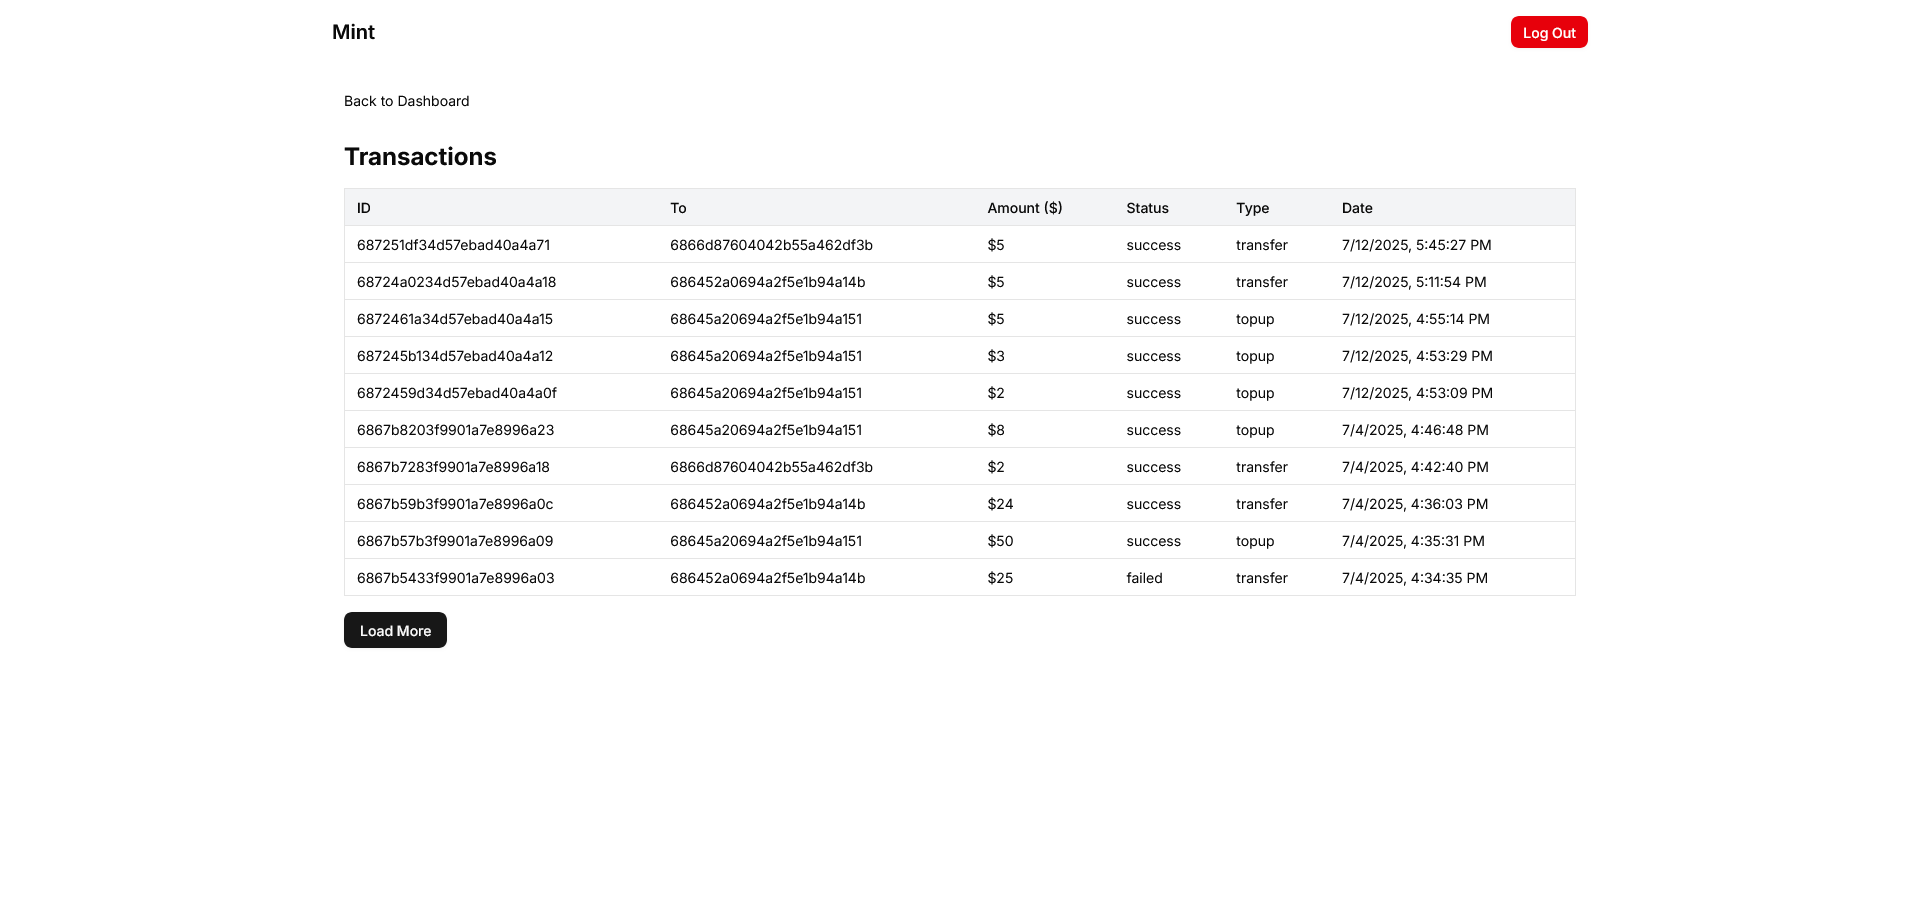 Mint
Log Out
Back to Dashboard
Transactions
ID To Amount ($) Status Type Date
687251df34d57ebad40a4a71 6866d87604042b55a462df3b $5 success transfer 7/12/2025, 5:45:27 PM
68724a0234d57ebad40a4a18 686452a0694a2f5e1b94a14b $5 success transfer 7/12/2025, 5:11:54 PM
6872461a34d57ebad40a4a15 68645a20694a2f5e1b94a151 $5 success topup 7/12/2025, 4:55:14 PM
687245b134d57ebad40a4a12 68645a20694a2f5e1b94a151 $3 success topup 7/12/2025, 4:53:29 PM
6872459d34d57ebad40a4a0f 68645a20694a2f5e1b94a151 $2 success topup 7/12/2025, 4:53:09 PM
6867b8203f9901a7e8996a23 68645a20694a2f5e1b94a151 $8 success topup 7/4/2025, 4:46:48 PM
6867b7283f9901a7e8996a18 6866d87604042b55a462df3b $2 success transfer 7/4/2025, 4:42:40 PM
6867b59b3f9901a7e8996a0c 686452a0694a2f5e1b94a14b $24 success transfer 7/4/2025, 4:36:03 PM
6867b57b3f9901a7e8996a09 68645a20694a2f5e1b94a151 $50 success topup 7/4/2025, 4:35:31 PM
6867b5433f9901a7e8996a03 686452a0694a2f5e1b94a14b $25 failed transfer 7/4/2025, 4:34:35 PM
Load More